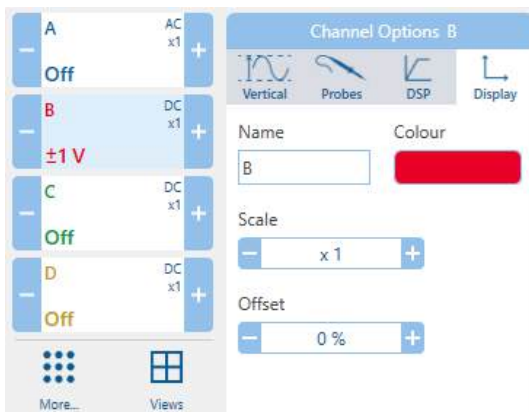 A AC
x1
Off
B DC
x1
±1 V
C DC
x1
Off
D DC
x1
Off
More...
Views
Channel Options B
Vertical Probes DSP Display
Name Colour
B
Scale
− x 1 +
Offset
− 0 % +